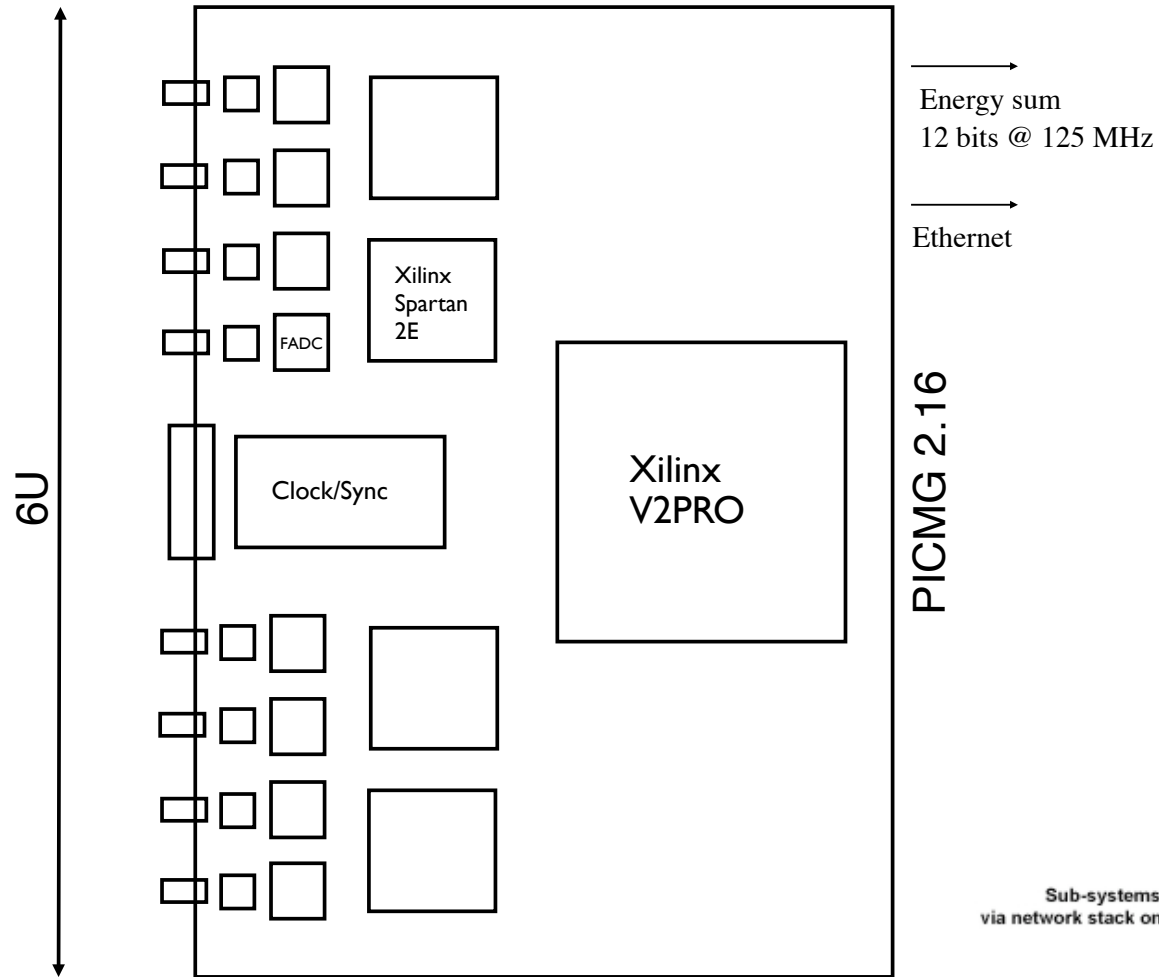 Energy sum
12 bits @ 125 MHz
Ethernet
Xilinx
Spartan
2E
FADC
6U
Clock/Sync
Xilinx
V2PRO
PICMG 2.16
Sub-systems
via network stack on